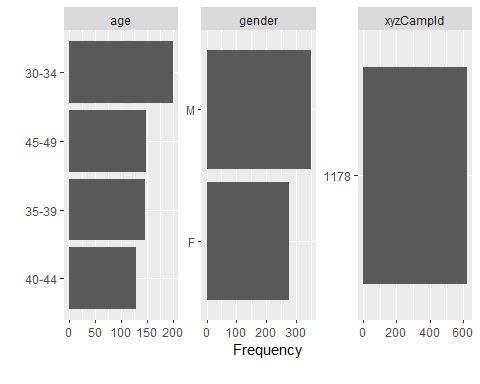 age
30-34
45-49
35-39
40-44
0 50 100 150 200
gender
M
F
0 100 200 300
xyzCampId
1178
0 200 400 600
Frequency